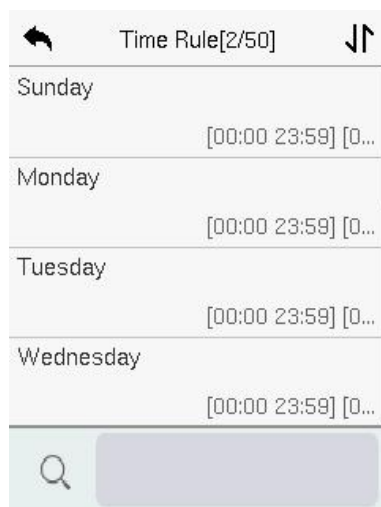 Time Rule[2/50]
Sunday
[00:00 23:59] [0...
Monday
[00:00 23:59] [0...
Tuesday
[00:00 23:59] [0...
Wednesday
[00:00 23:59] [0...